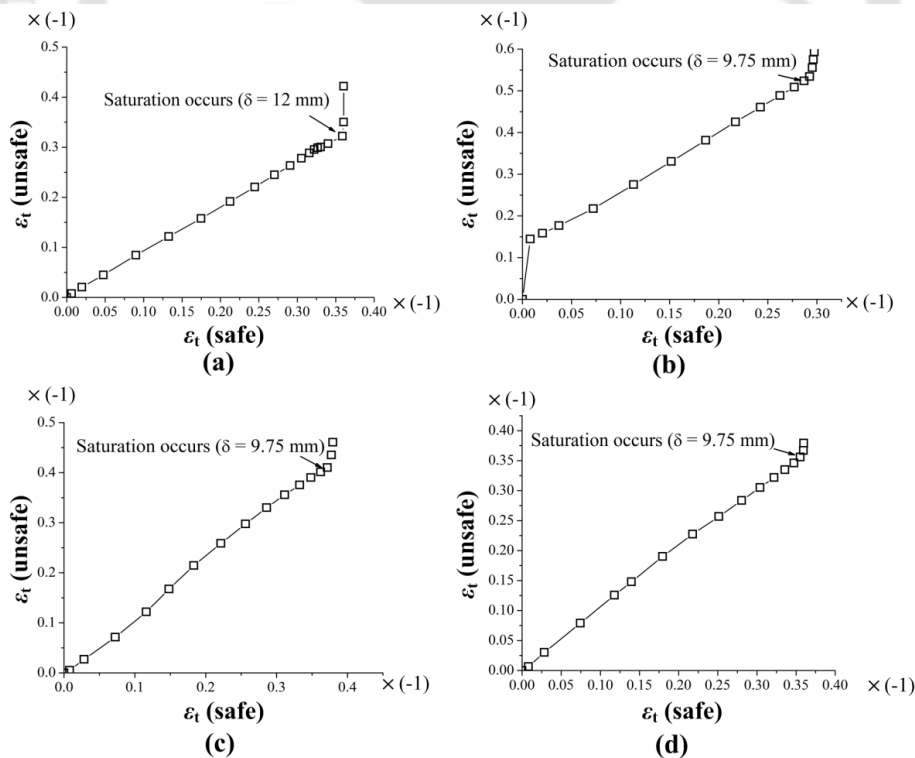 × (-1)
0.5
0.4
0.3
0.2
0.1
0.0
εt (unsafe)
Saturation occurs (δ = 12 mm)
0.00 0.05 0.10 0.15 0.20 0.25 0.30 0.35 0.40
× (-1)
εt (safe)
(a)
× (-1)
0.6
0.5
0.4
0.3
0.2
0.1
0.0
εt (unsafe)
Saturation occurs (δ = 9.75 mm)
0.00 0.05 0.10 0.15 0.20 0.25 0.30
× (-1)
εt (safe)
(b)
× (-1)
0.5
0.4
0.3
0.2
0.1
0.0
εt (unsafe)
Saturation occurs (δ = 9.75 mm)
0.0 0.1 0.2 0.3 0.4
× (-1)
εt (safe)
(c)
× (-1)
0.40
0.35
0.30
0.25
0.20
0.15
0.10
0.05
0.00
εt (unsafe)
Saturation occurs (δ = 9.75 mm)
0.00 0.05 0.10 0.15 0.20 0.25 0.30 0.35 0.40
× (-1)
εt (safe)
(d)